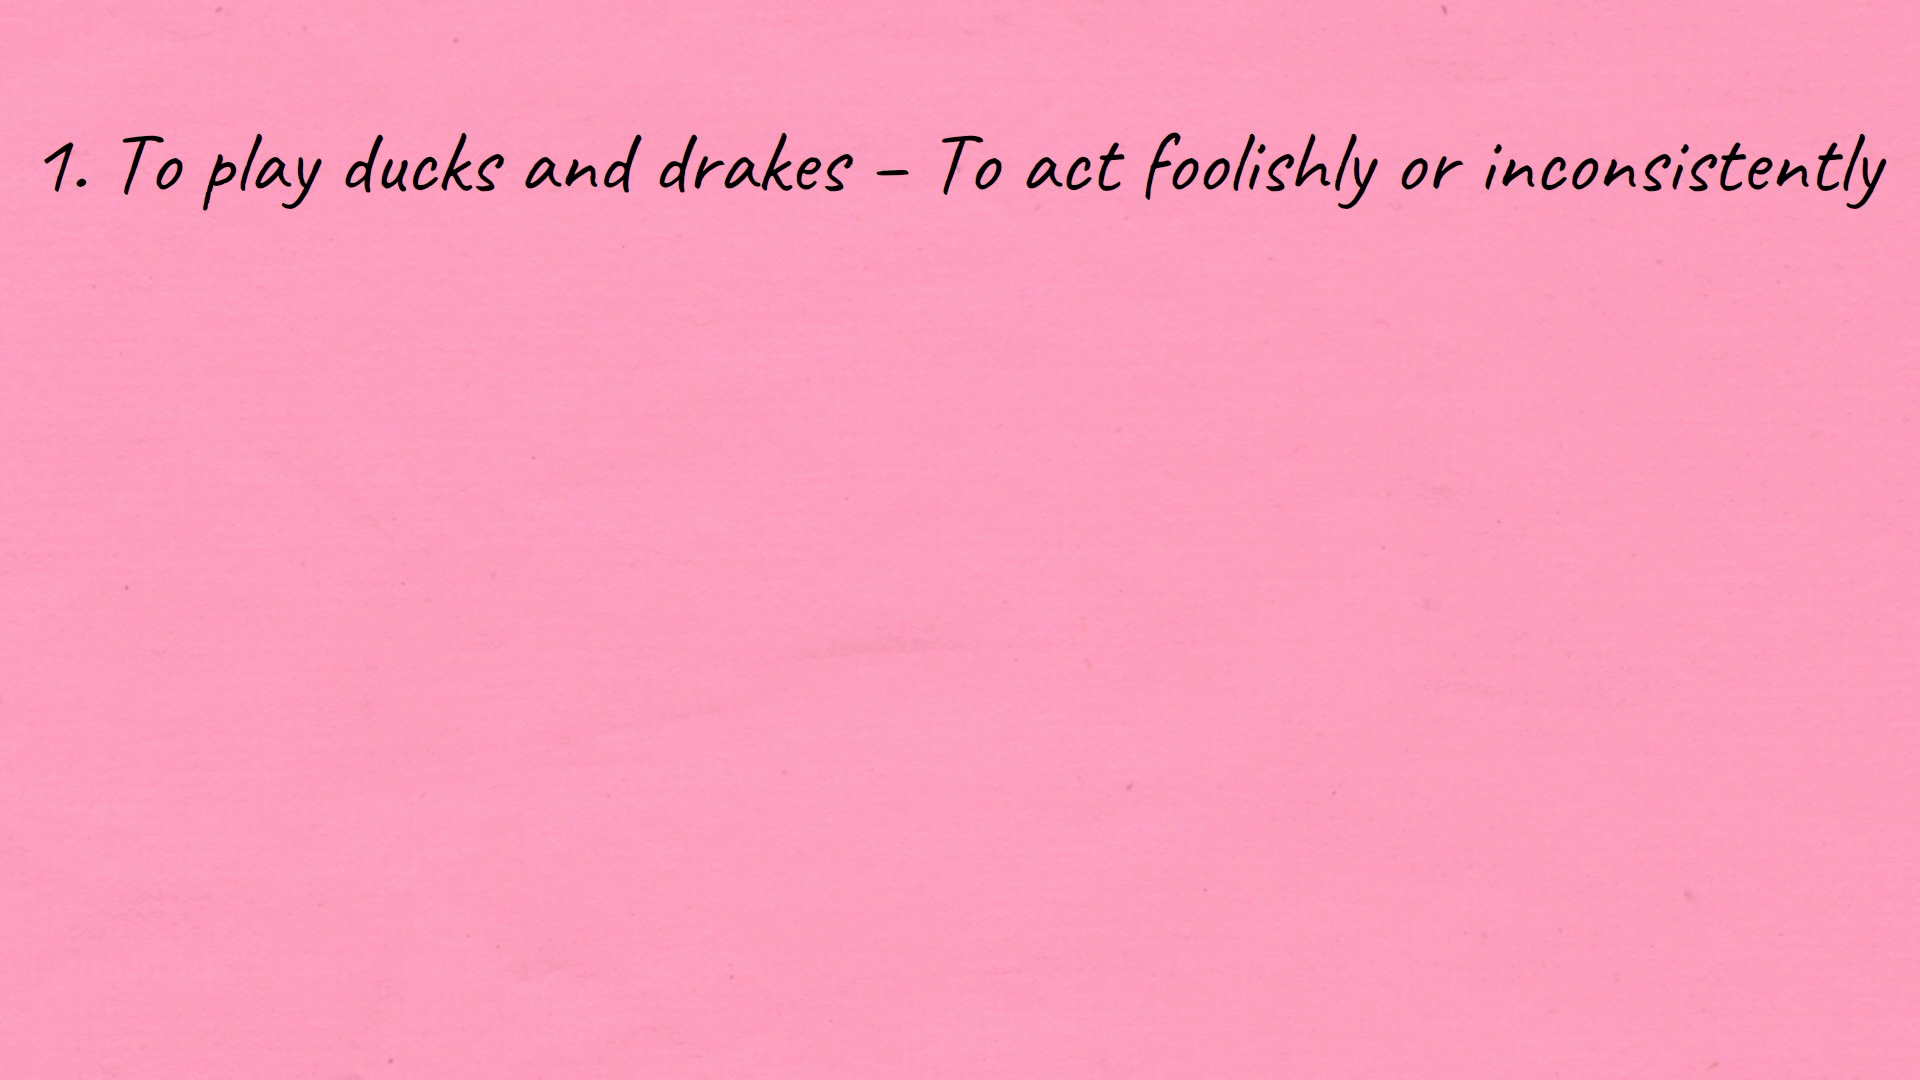 1. To play ducks and drakes – To act foolishly or inconsistently